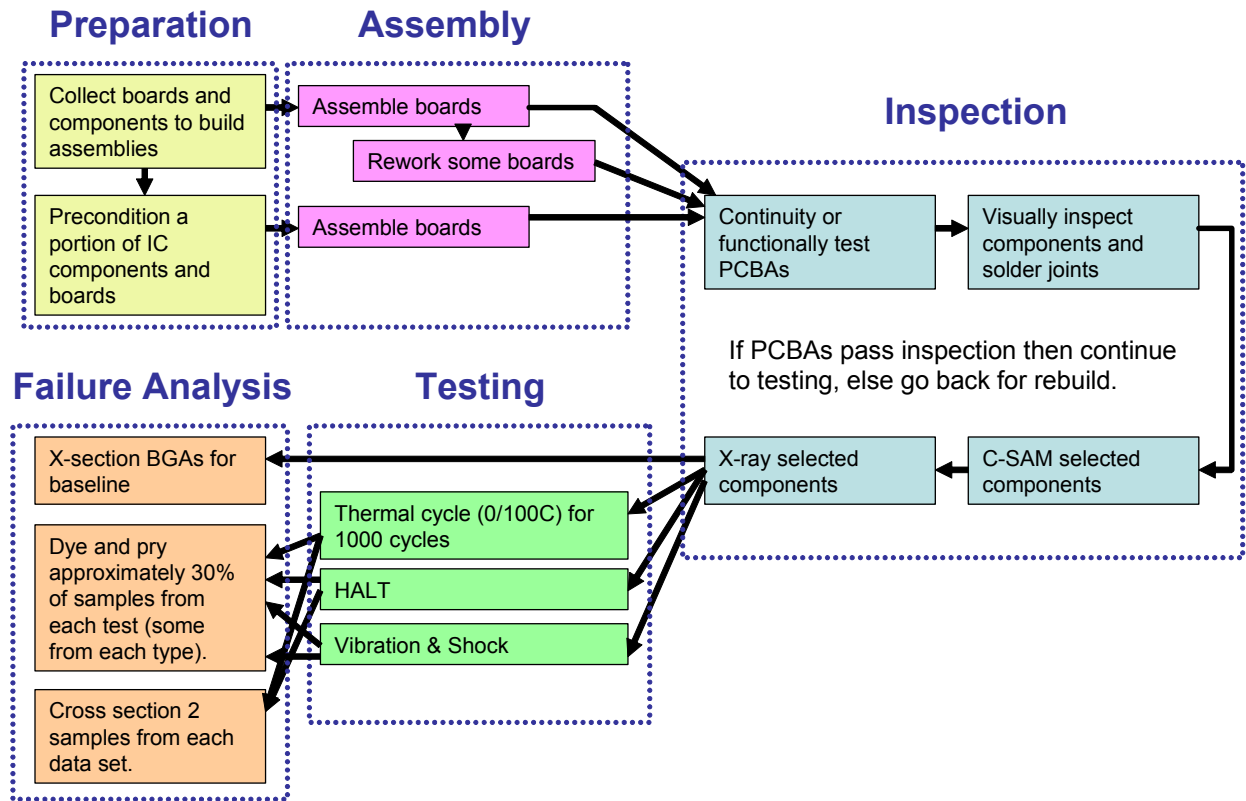 Preparation
Collect boards and
components to build
assemblies
Precondition a
portion of IC
components and
boards
Assembly
Assemble boards
Rework some boards
Assemble boards
Inspection
Continuity or
functionally test
PCBAs
Visually inspect
components and
solder joints
If PCBAs pass inspection then continue
to testing, else go back for rebuild.
X-ray selected
components
C-SAM selected
components
Failure Analysis
X-section BGAs for
baseline
Dye and pry
approximately 30%
of samples from
each test (some
from each type).
Cross section 2
samples from each
data set.
Testing
Thermal cycle (0/100C) for
1000 cycles
HALT
Vibration & Shock